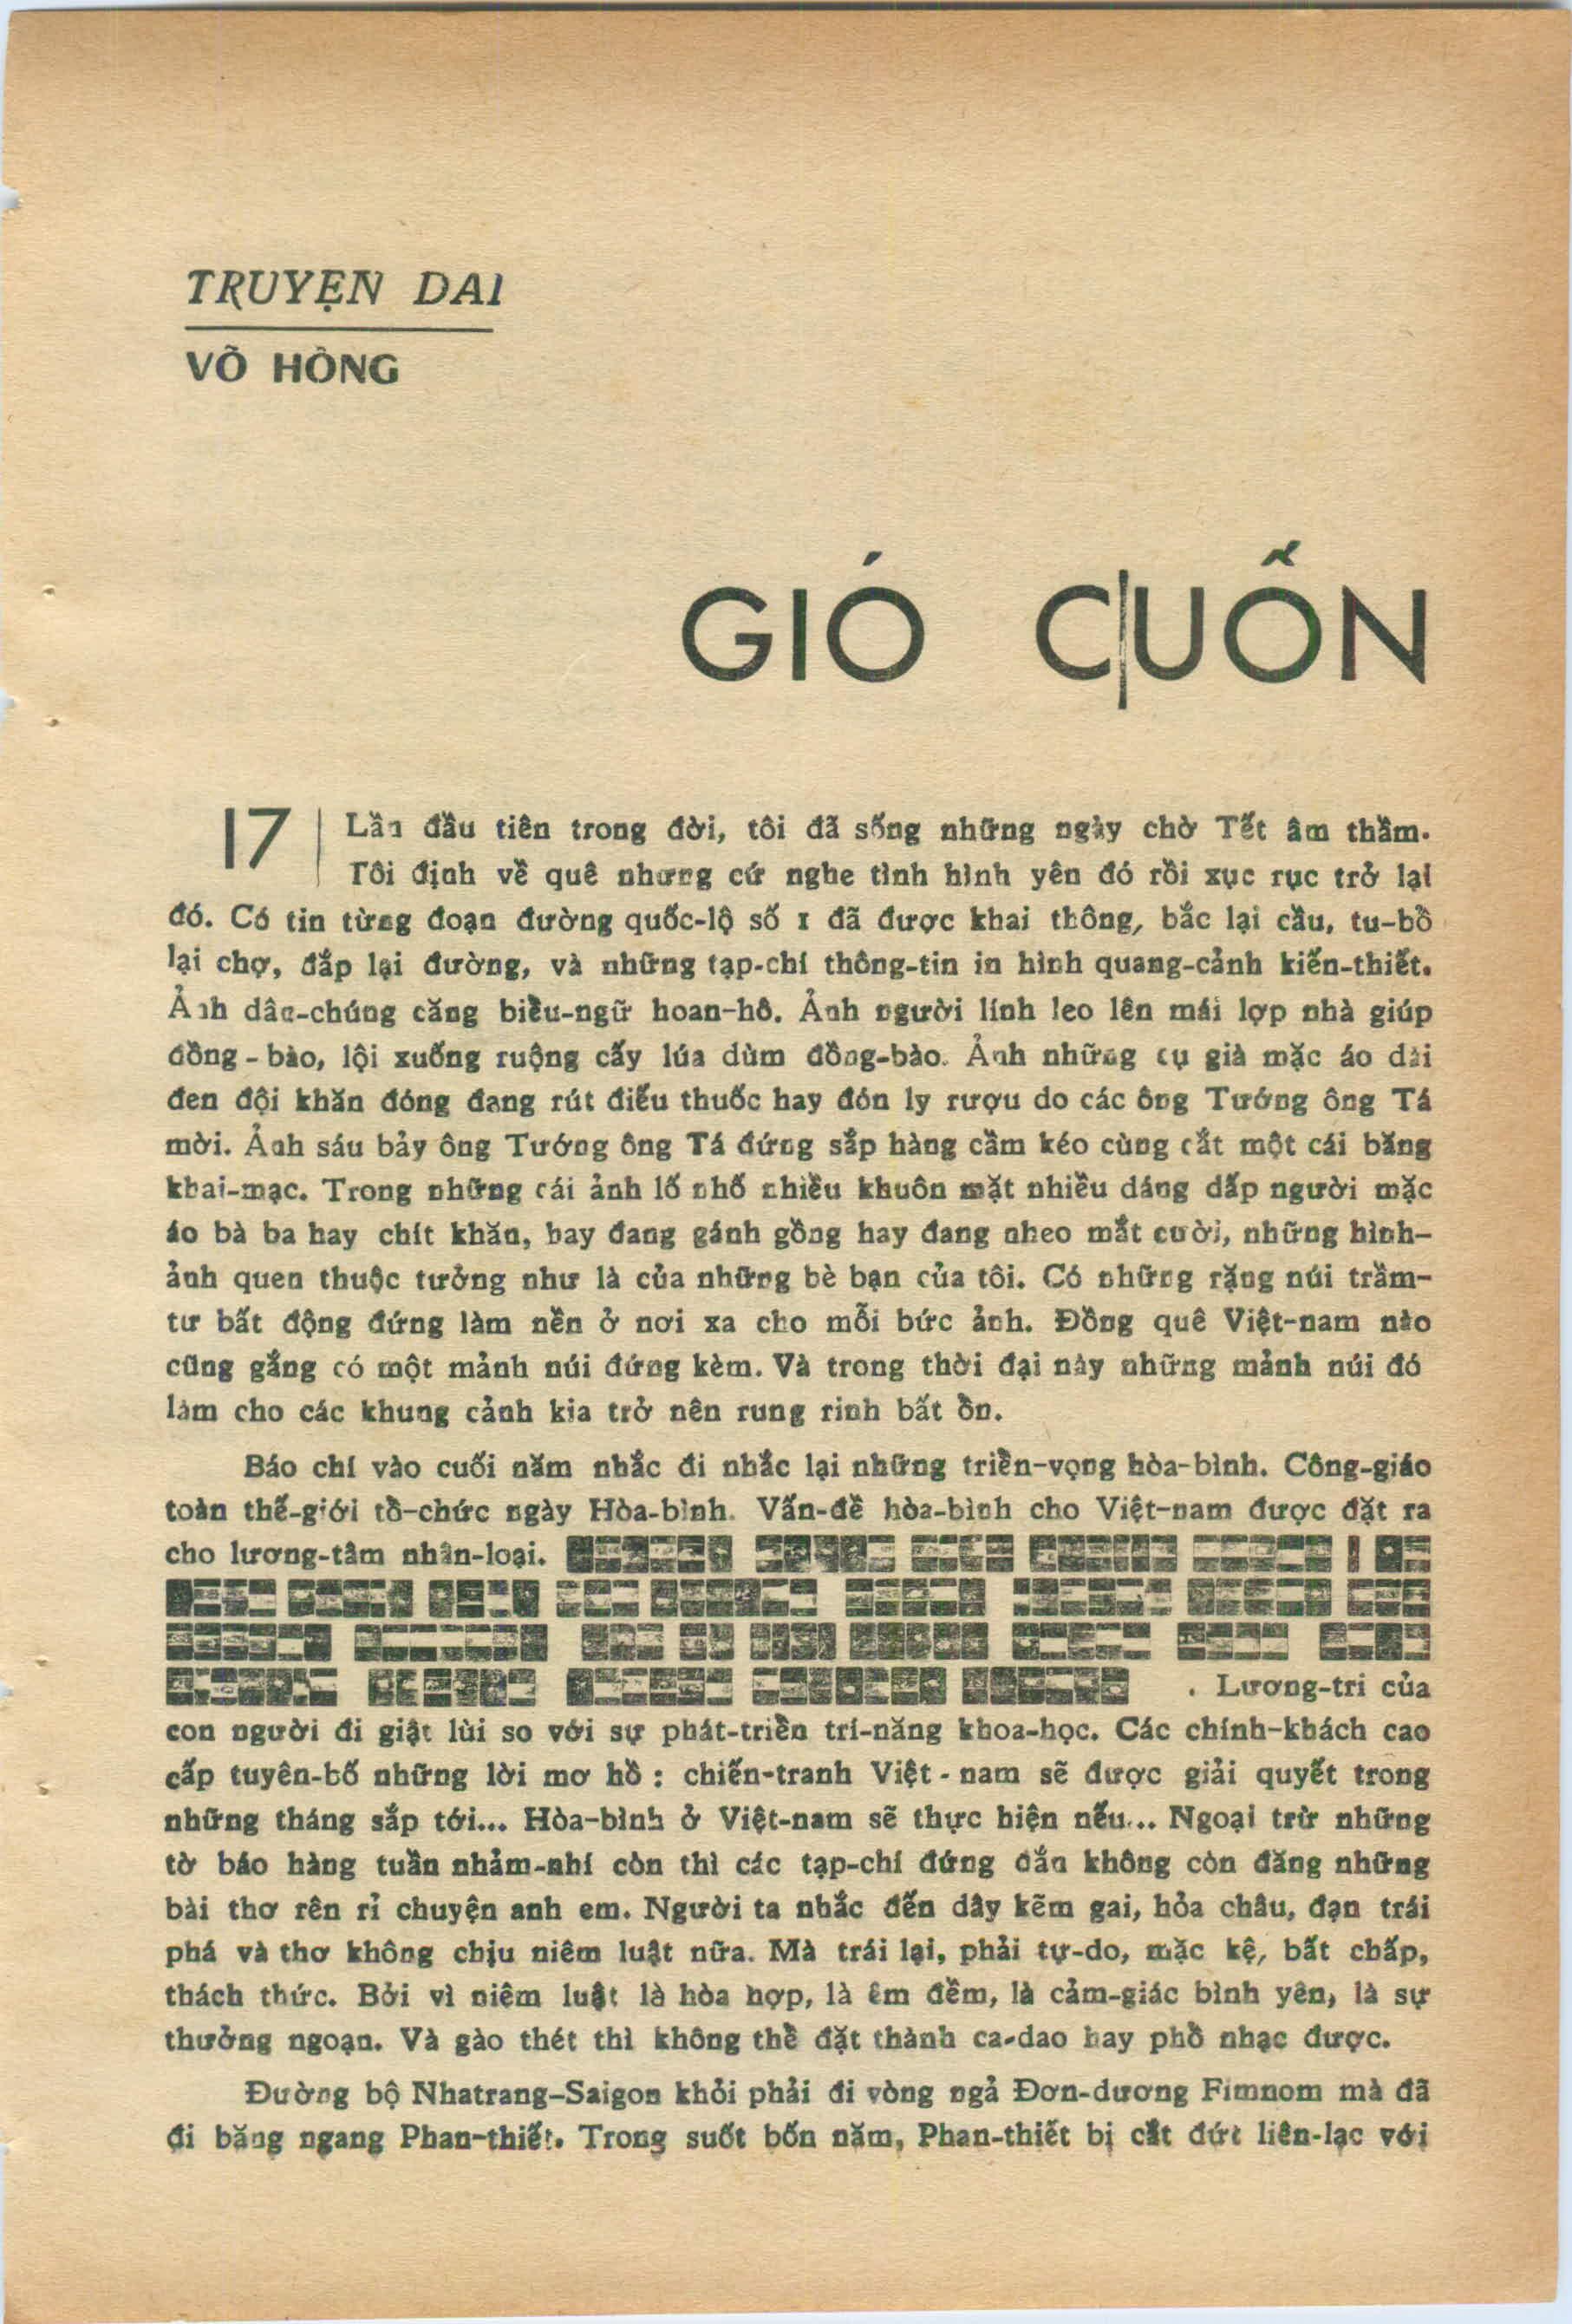 TRUYỆN DAI
VÕ HỒNG
GIÓ CUỐN
17 Lần đầu tiên trong đời, tôi đã sống những ngày chờ Tết âm thầm.
Tôi định về quê nhưng cứ nghe tình hình yên đó rồi xục rục trở lại
đó. Có tin từng đoạn đường quốc-lộ số 1 đã được khai thông, bắc lại cầu, tu-bổ
lại chợ, đắp lại đường, và những tạp-chí thông-tin in hình quang-cảnh kiến-thiết.
Ảnh dân-chúng căng biểu-ngữ hoan-hô. Ảnh người lính leo lên mái lợp nhà giúp
đồng-bào, lội xuống ruộng cấy lúa dùm đồng-bào. Ảnh những cụ già mặc áo dài
đen đội khăn đóng đang rút điếu thuốc hay đón ly rượu do các ông Tướng ông Tá
mời. Ảnh sáu bảy ông Tướng ông Tá đứng sắp hàng cầm kéo cùng cắt một cái băng
khai-mạc. Trong những cái ảnh lố nhố nhiều khuôn mặt nhiều dáng dấp người mặc
áo bà ba hay chít khăn, hay đang gánh gồng hay đang nheo mắt cười, những hình-
ảnh quen thuộc tưởng như là của những bè bạn của tôi. Có những rặng núi trầm-
tư bất động đứng làm nền ở nơi xa cho mỗi bức ảnh. Đồng quê Việt-nam nào
cũng gắng có một mảnh núi đứng kèm. Và trong thời đại này những mảnh núi đó
làm cho các khung cảnh kia trở nên rung rinh bất ổn.
Báo chí vào cuối năm nhắc đi nhắc lại những triển-vọng hòa-bình. Công-giáo
toàn thế-giới tổ-chức ngày Hòa-bình. Vấn-đề hòa-bình cho Việt-nam được đặt ra
cho lương-tâm nhân-loại.
. Lương-tri của
con người đi giật lùi so với sự phát-triển trí-năng khoa-học. Các chính-khách cao
cấp tuyên-bố những lời mơ hồ : chiến-tranh Việt-nam sẽ được giải quyết trong
những tháng sắp tới... Hòa-bình ở Việt-nam sẽ thực hiện nếu... Ngoại trừ những
tờ báo hàng tuần nhảm-nhí còn thì các tạp-chí đứng đắn không còn đăng những
bài thơ rên rỉ chuyện anh em. Người ta nhắc đến dây kẽm gai, hỏa châu, đạn trái
phá và thơ không chịu niêm luật nữa. Mà trái lại, phải tự-do, mặc kệ, bất chấp,
thách thức. Bởi vì niêm luật là hòa hợp, là êm đềm, là cảm-giác bình yên, là sự
thưởng ngoạn. Và gào thét thì không thể đặt thành ca-dao hay phổ nhạc được.
Đường bộ Nhatrang-Saigon khỏi phải đi vòng ngả Đơn-dương Fimnom mà đã
đi băng ngang Phan-thiết. Trong suốt bốn năm, Phan-thiết bị cắt đứt liên-lạc với